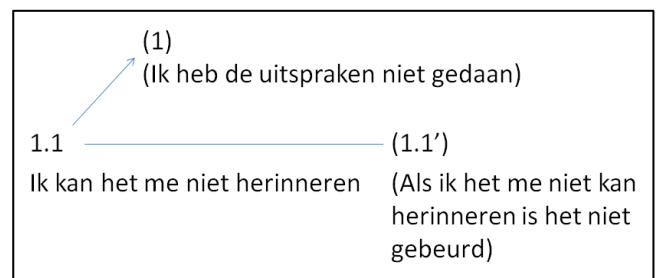 (1)
(Ik heb de uitspraken niet gedaan)
1.1
(1.1’)
Ik kan het me niet herinneren
(Als ik het me niet kan
herinneren is het niet
gebeurd)